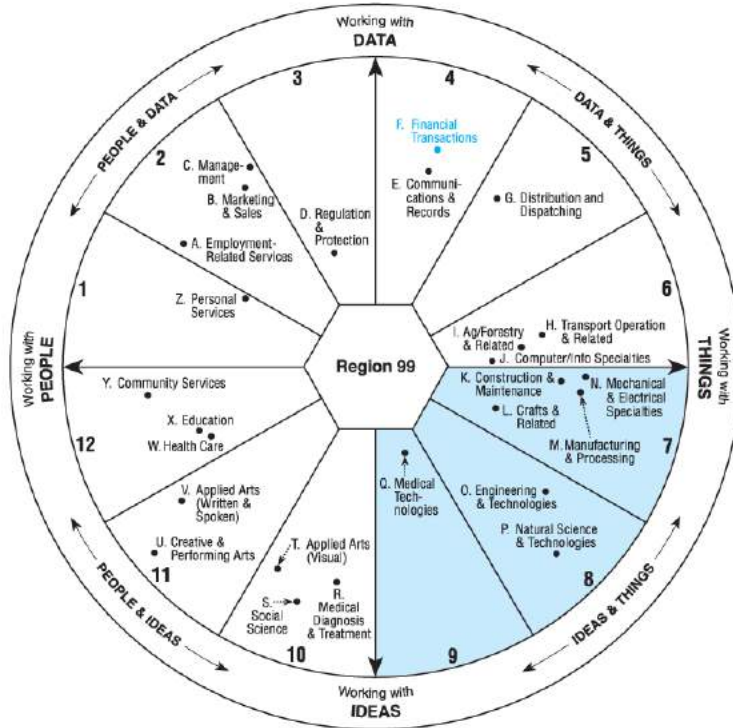 Working with
DATA
PEOPLE & DATA
DATA & THINGS
3
4
F. Financial
Transactions
2
5
C. Manage-
ment
B. Marketing
& Sales
E. Communi-
cations &
Records
G. Distribution and
Dispatching
D. Regulation
&
Protection
A. Employment-
Related Services
1
6
Z. Personal
Services
H. Transport Operation
& Related
I. Ag/Forestry
& Related
J. Computer/Info Specialties
Working with
PEOPLE
Region 99
Working with
THINGS
Y. Community Services
K. Construction &
Maintenance
N. Mechanical
& Electrical
Specialties
X. Education
W. Health Care
L. Crafts &
Related
12
M. Manufacturing
& Processing
7
V. Applied Arts
(Written &
Spoken)
Q. Medical
Tech-
nologies
O. Engineering
& Technologies
U. Creative &
Performing Arts
T. Applied Arts
(Visual)
P. Natural Science
& Technologies
11
8
S.
Social
Science
R.
Medical
Diagnosis
& Treatment
10
9
PEOPLE & IDEAS
IDEAS & THINGS
Working with
IDEAS